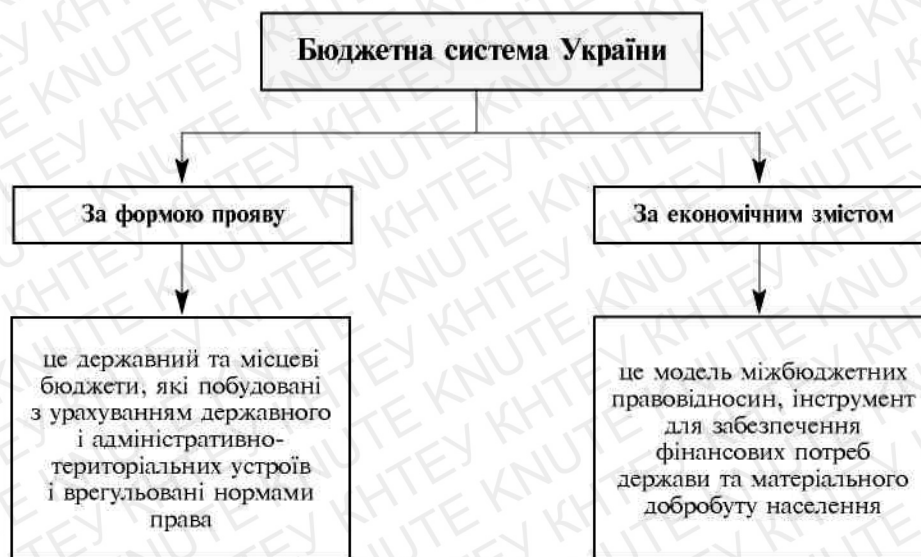 Бюджетна система України
За формою прояву
За економічним змістом
це державний та місцеві
бюджети, які побудовані
з урахуванням державного
і адміністративно-
територіальних устроїв
і врегульовані нормами
права
це модель міжбюджетних
правовідносин, інструмент
для забезпечення
фінансових потреб
держави та матеріального
добробуту населення